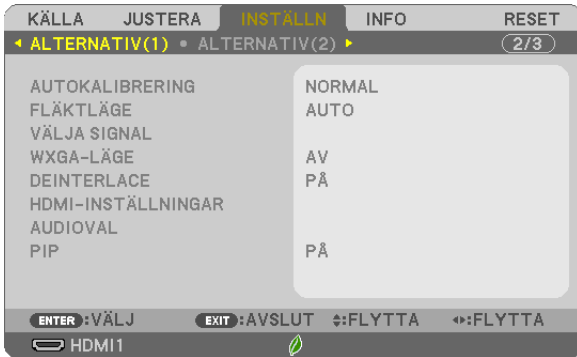 KÄLLA JUSTERA INSTÄLLN INFO RESET
ALTERNATIV(1) • ALTERNATIV(2) 2/3
AUTOKALIBRERING NORMAL
FLÄKTLÄGE AUTO
VÄLJA SIGNAL
WXGA-LÄGE AV
DEINTERLACE PÅ
HDMI-INSTÄLLNINGAR
AUDIOVAL
PIP PÅ
ENTER:VÄLJ EXIT:AVSLUT :FLYTTA :FLYTTA
HDMI1